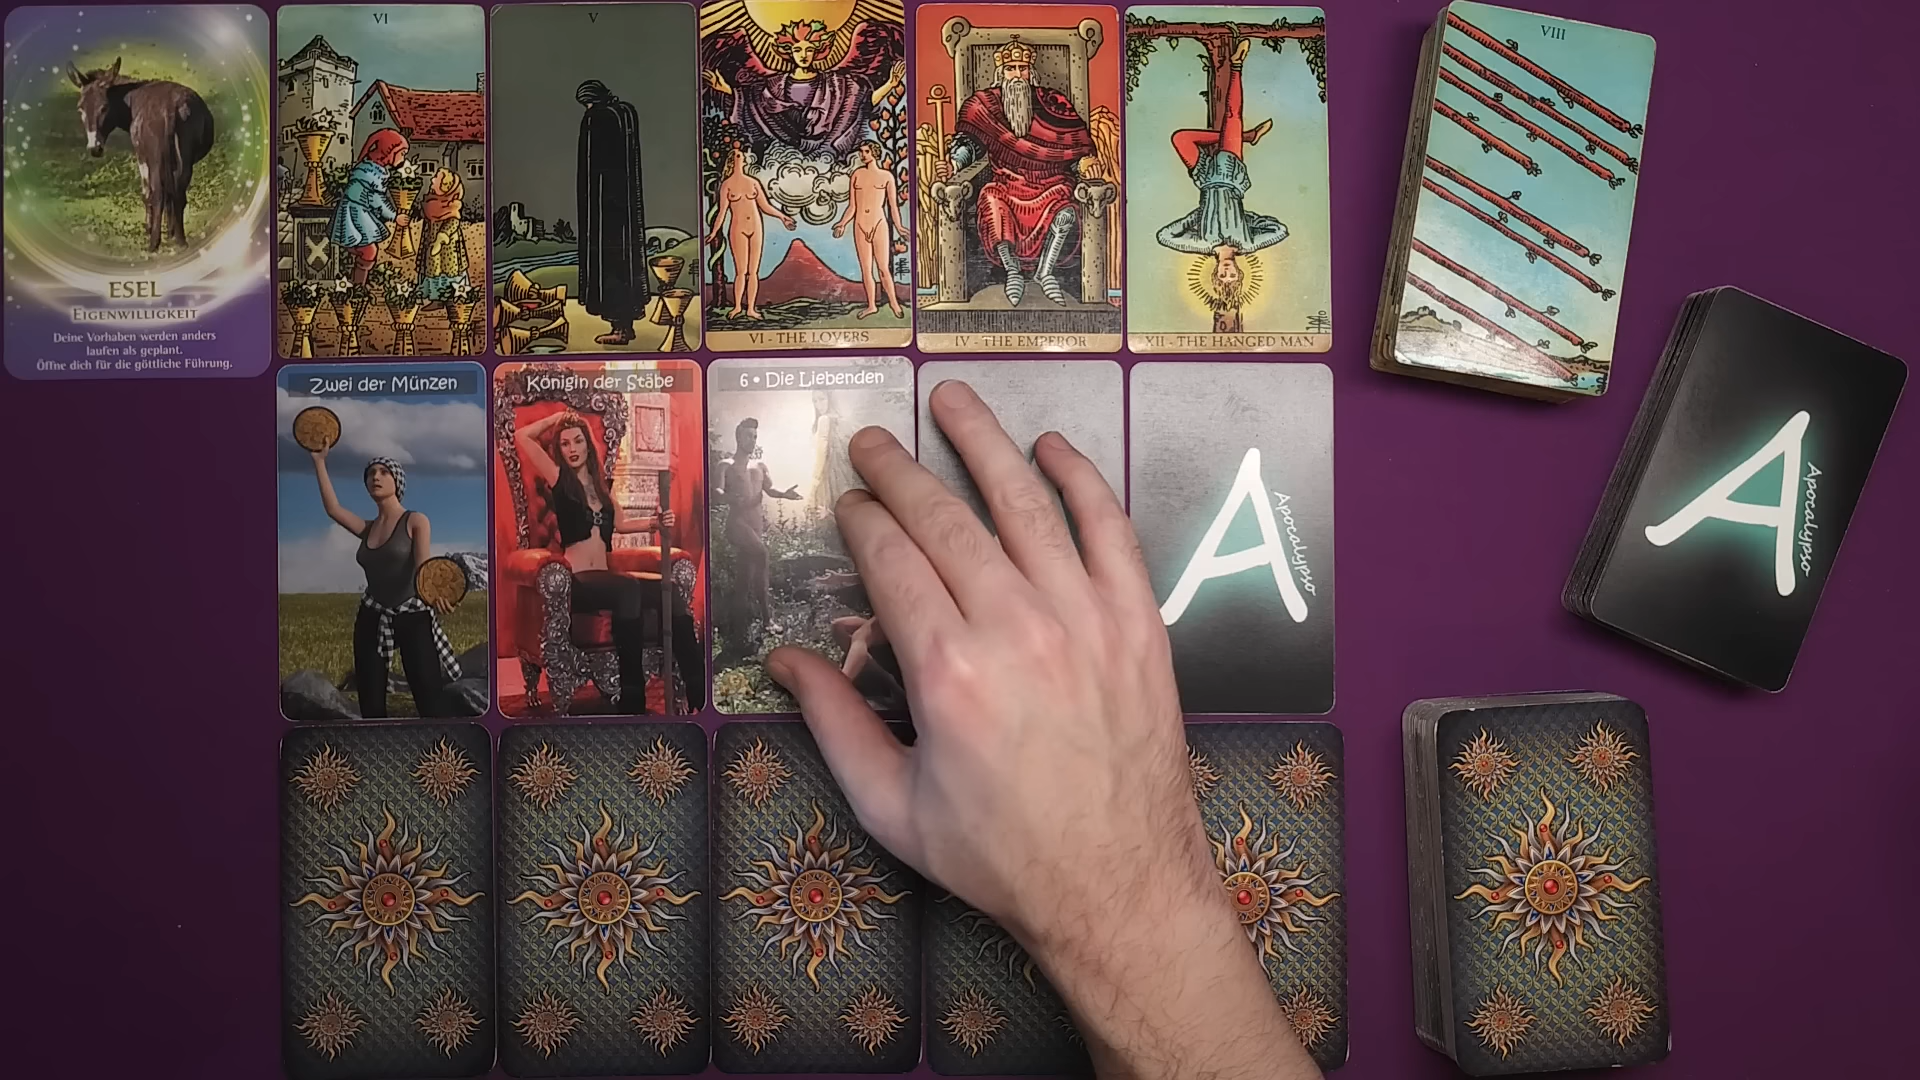 ESEL
EIGENWILLIGKEIT
Deine Vorhaben werden anders
laufen als geplant.
Öffne dich für die göttliche Führung.
VI
V
VI - THE LOVERS
IV - THE EMPEROR
XII - THE HANGED MAN
VIII
Zwei der Münzen
Königin der Stäbe
6 • Die Liebenden
A
Apocalypso
A
Apocalypso